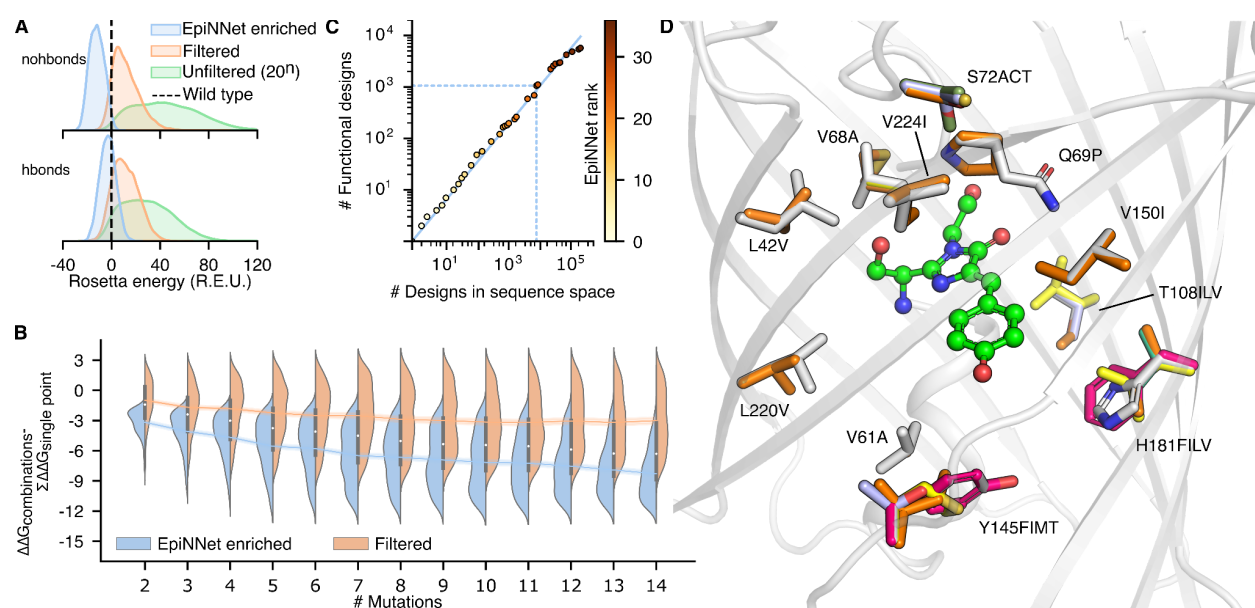 A
EpiNNet enriched
Filtered
Unfiltered (20ⁿ)
Wild type
nohbonds
hbonds
-40 0 40 80 120
Rosetta energy (R.E.U.)
C
# Functional designs
10⁴
10³
10²
10¹
10¹ 10³ 10⁵
# Designs in sequence space
EpiNNet rank
30
20
10
0
B
ΔΔGcombinations-
ΣΔΔGsingle point
3
0
-3
-6
-9
-12
-15
EpiNNet enriched
Filtered
2 3 4 5 6 7 8 9 10 11 12 13 14
# Mutations
D
S72ACT
V68A
V224I
Q69P
L42V
V150I
T108ILV
L220V
V61A
H181FILV
Y145FIMT